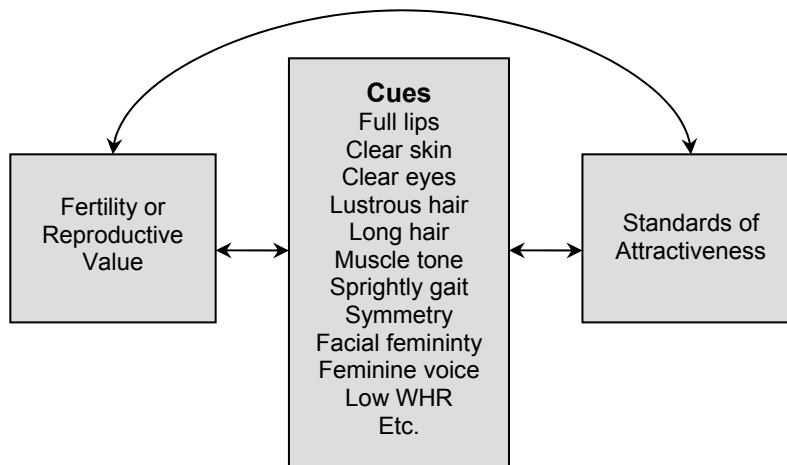 Fertility or
Reproductive
Value
Cues
Full lips
Clear skin
Clear eyes
Lustrous hair
Long hair
Muscle tone
Sprightly gait
Symmetry
Facial femininty
Feminine voice
Low WHR
Etc.
Standards of
Attractiveness